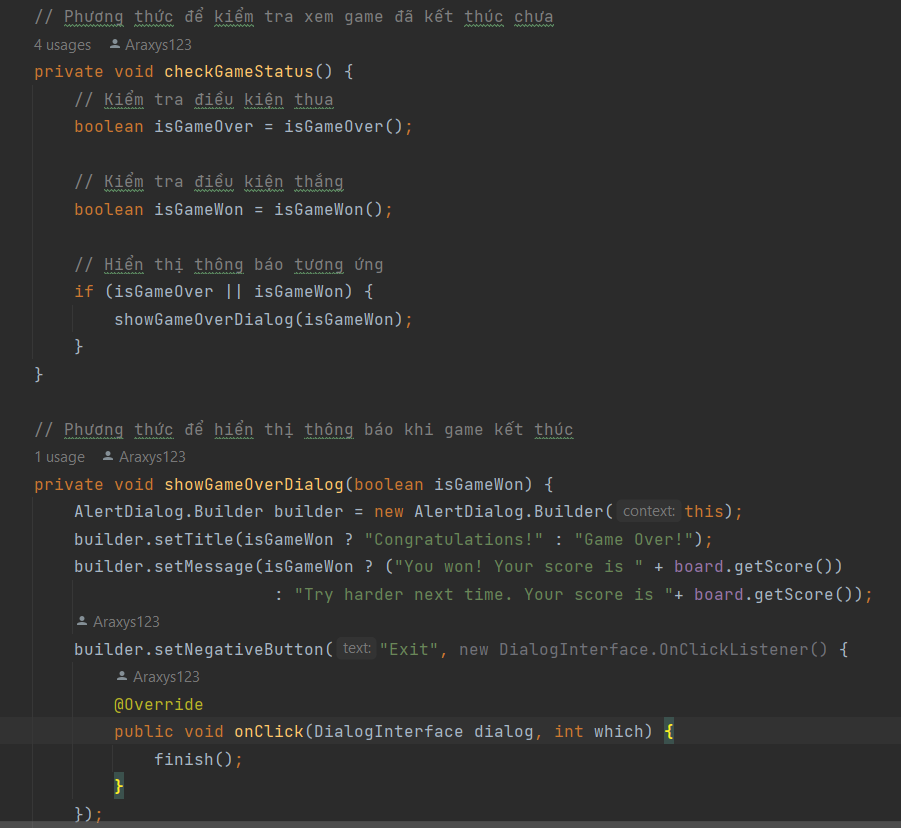 // Phương thức để kiểm tra xem game đã kết thúc chưa
4 usages Araxys123
private void checkGameStatus() {
// Kiểm tra điều kiện thua
boolean isGameOver = isGameOver();
// Kiểm tra điều kiện thắng
boolean isGameWon = isGameWon();
// Hiển thị thông báo tương ứng
if (isGameOver || isGameWon) {
showGameOverDialog(isGameWon);
}
}
// Phương thức để hiển thị thông báo khi game kết thúc
1 usage Araxys123
private void showGameOverDialog(boolean isGameWon) {
AlertDialog.Builder builder = new AlertDialog.Builder( context: this);
builder.setTitle(isGameWon ? "Congratulations!" : "Game Over!");
builder.setMessage(isGameWon ? ("You won! Your score is " + board.getScore())
: "Try harder next time. Your score is "+ board.getScore());
Araxys123
builder.setNegativeButton( text: "Exit", new DialogInterface.OnClickListener() {
Araxys123
@Override
public void onClick(DialogInterface dialog, int which) {
finish();
}
});